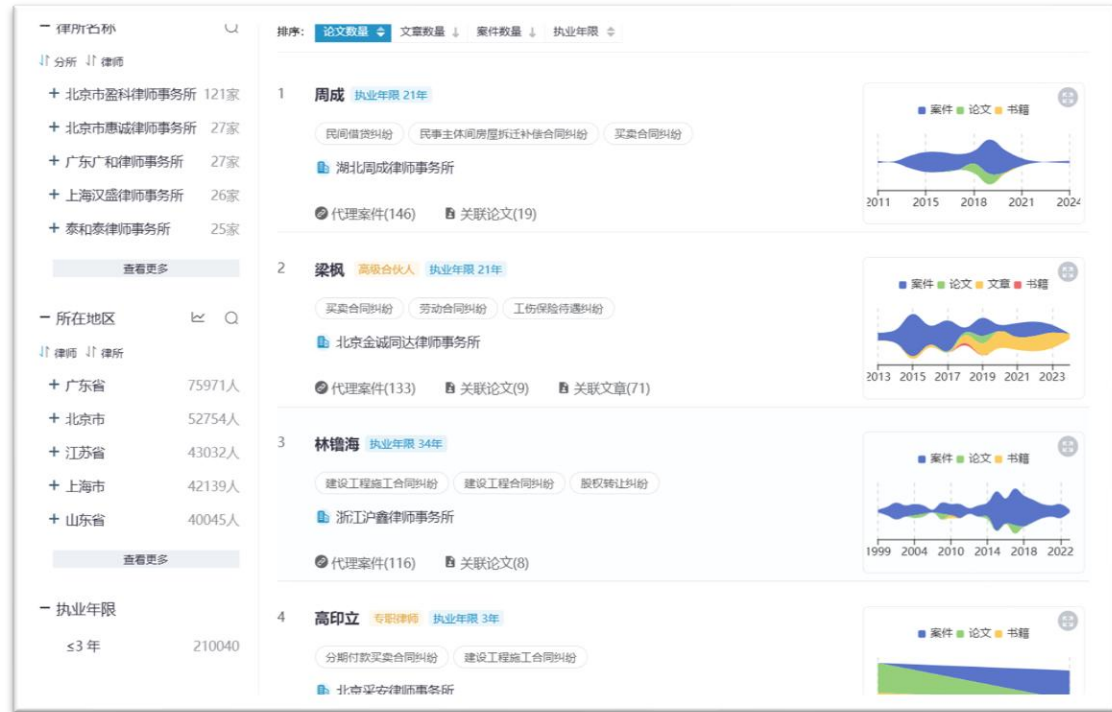 律所名称
分所 律师
北京市盈科律师事务所 121家
北京市惠诚律师事务所 27家
广东广和律师事务所 27家
上海汉盛律师事务所 26家
泰和泰律师事务所 25家
查看更多
所在地区
律师 律所
广东省 75971人
北京市 52754人
江苏省 43032人
上海市 42139人
山东省 40045人
查看更多
执业年限
≤3 年 210040
排序: 论文数量 文章数量 案件数量 执业年限
1 周成 执业年限 21年
民间借贷纠纷 民事主体间房屋拆迁补偿合同纠纷 买卖合同纠纷
湖北周成律师事务所
代理案件(146) 关联论文(19)
案件 论文 书籍
2011 2015 2018 2021 2024
2 梁枫 高级合伙人 执业年限 21年
买卖合同纠纷 劳动合同纠纷 工伤保险待遇纠纷
北京金诚同达律师事务所
代理案件(133) 关联论文(9) 关联文章(71)
案件 论文 文章 书籍
2013 2015 2017 2019 2021 2023
3 林镥海 执业年限 34年
建设工程施工合同纠纷 建设工程合同纠纷 股权转让纠纷
浙江沪鑫律师事务所
代理案件(116) 关联论文(8)
案件 论文 书籍
1999 2004 2010 2014 2018 2022
4 高印立 专职律师 执业年限 3年
分期付款买卖合同纠纷 建设工程施工合同纠纷
北京采安律师事务所
案件 论文 书籍